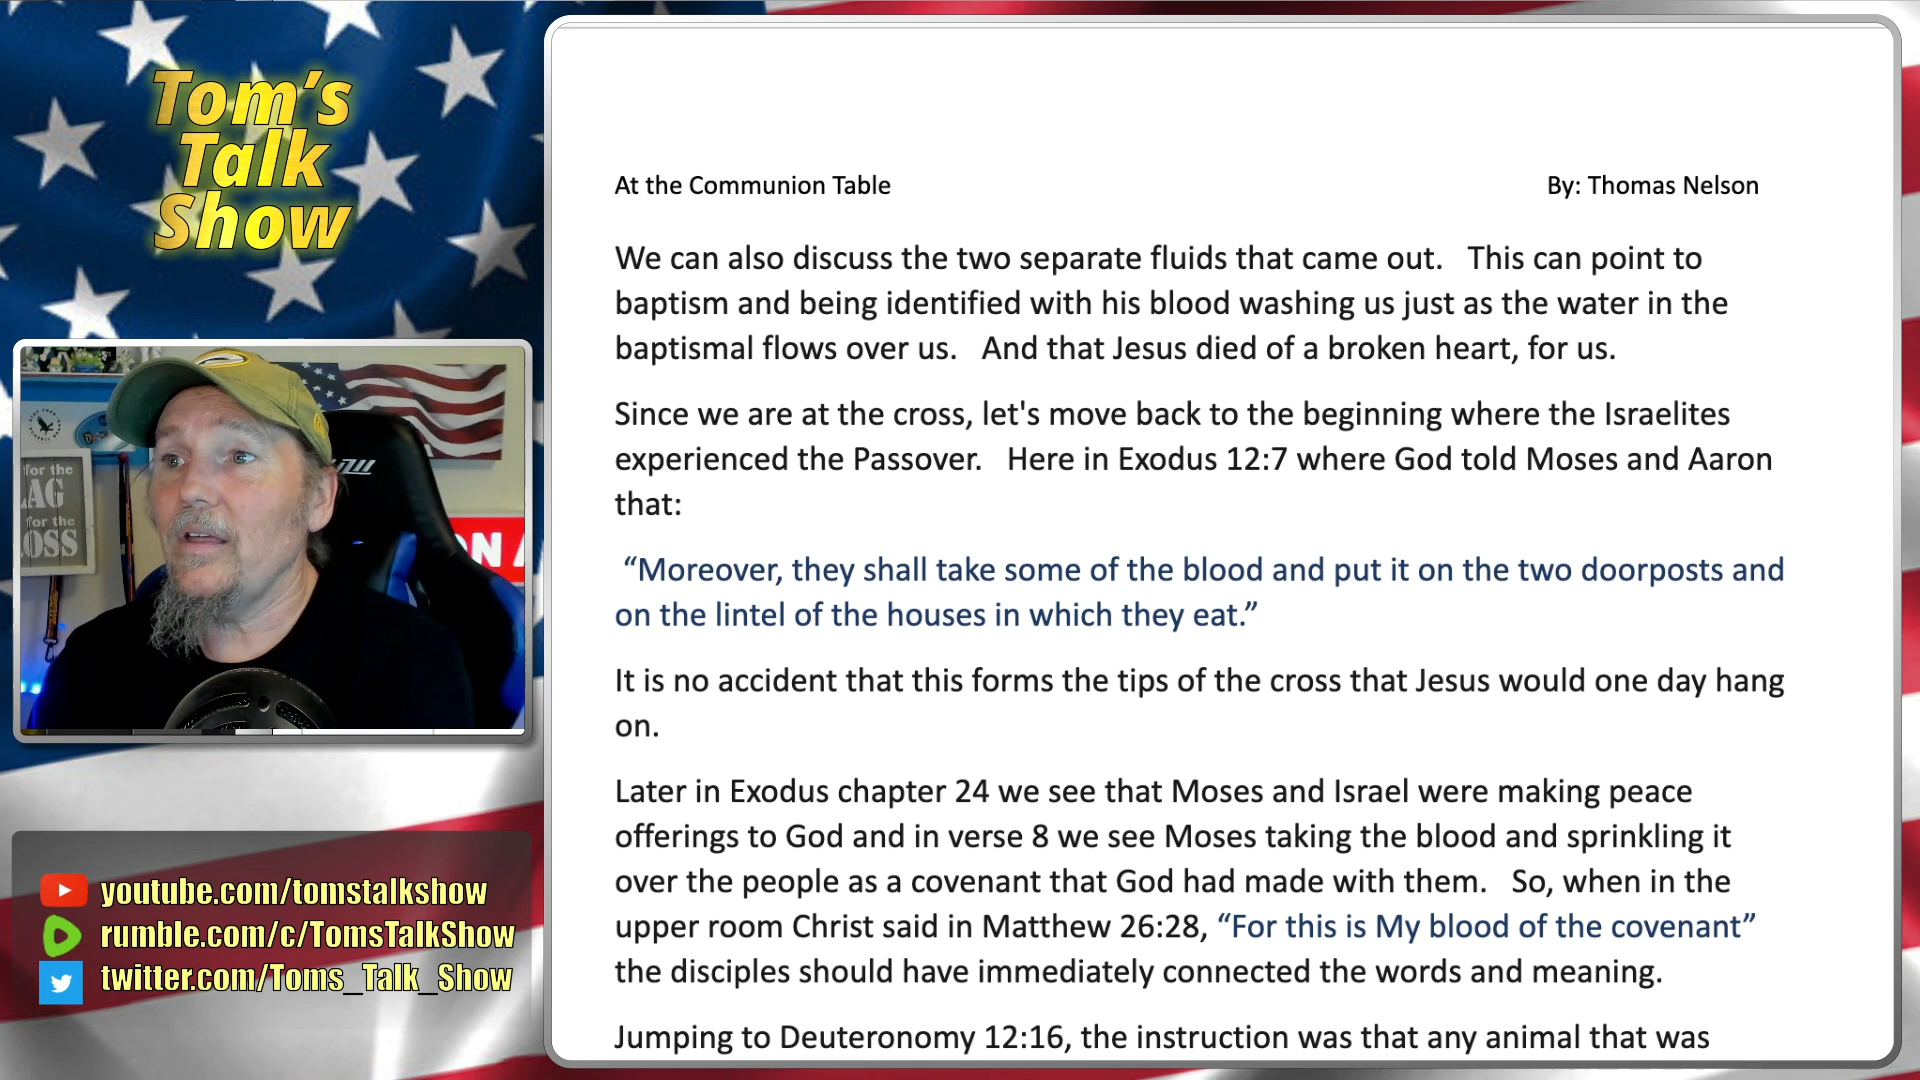 Tom's
Talk
Show
for the
AG
for the
OSS
ON A
youtube.com/tomstalkshow
rumble.com/c/TomsTalkShow
twitter.com/Toms_Talk_Show
At the Communion Table
By: Thomas Nelson
We can also discuss the two separate fluids that came out. This can point to
baptism and being identified with his blood washing us just as the water in the
baptismal flows over us. And that Jesus died of a broken heart, for us.
Since we are at the cross, let's move back to the beginning where the Israelites
experienced the Passover. Here in Exodus 12:7 where God told Moses and Aaron
that:
“Moreover, they shall take some of the blood and put it on the two doorposts and
on the lintel of the houses in which they eat.”
It is no accident that this forms the tips of the cross that Jesus would one day hang
on.
Later in Exodus chapter 24 we see that Moses and Israel were making peace
offerings to God and in verse 8 we see Moses taking the blood and sprinkling it
over the people as a covenant that God had made with them. So, when in the
upper room Christ said in Matthew 26:28, “For this is My blood of the covenant”
the disciples should have immediately connected the words and meaning.
Jumping to Deuteronomy 12:16, the instruction was that any animal that was